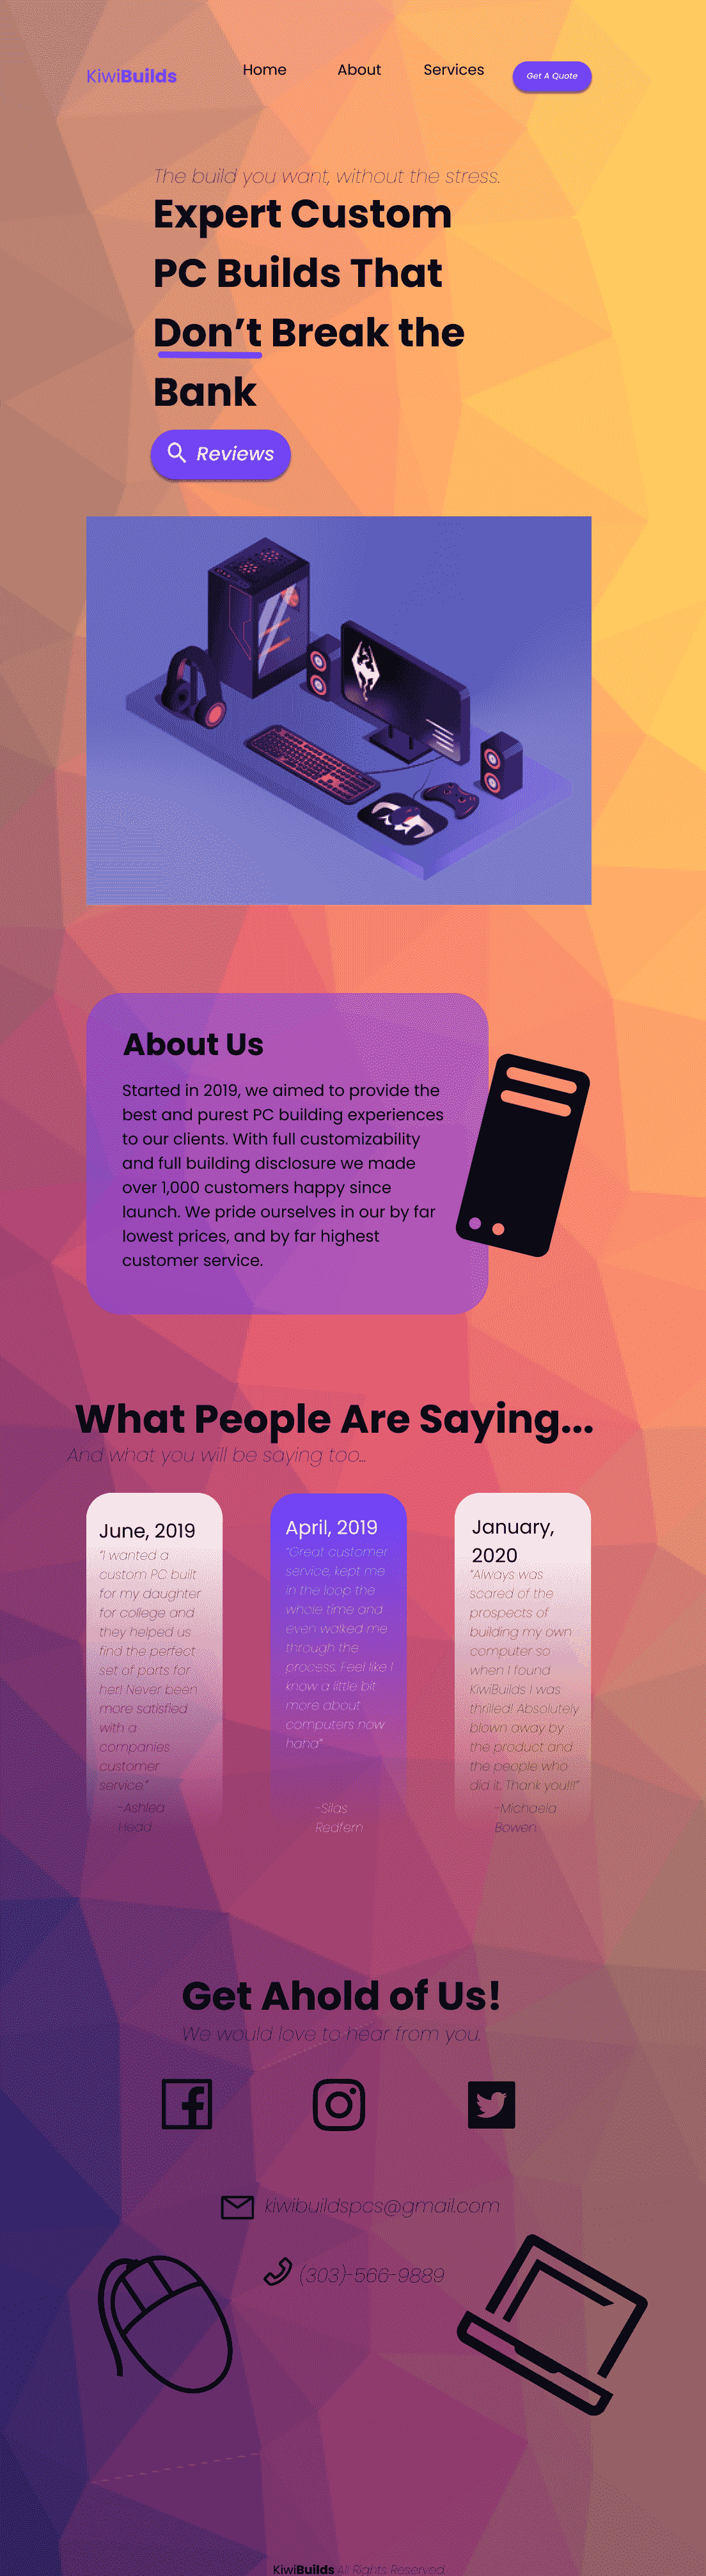 KiwiBuilds
Home
About
Services
Get A Quote
The build you want, without the stress.
Expert Custom
PC Builds That
Don't Break the
Bank
Reviews
About Us
Started in 2019, we aimed to provide the
best and purest PC building experiences
to our clients. With full customizability
and full building disclosure we made
over 1,000 customers happy since
launch. We pride ourselves in our by far
lowest prices, and by far highest
customer service.
What People Are Saying...
And what you will be saying too...
June, 2019
"I wanted a
custom PC built
for my daughter
for college and
they helped us
find the perfect
set of parts for
her! Never been
more satisfied
with a
companies
customer
service."
-Ashlea
Head
April, 2019
"Great customer
service, kept me
in the loop the
whole time and
even walked me
through the
process. Feel like I
know a little bit
more about
computers now
haha"
-Silas
Redfern
January,
2020
"Always was
scared of the
prospects of
building my own
computer so
when I found
KiwiBuilds I was
thrilled! Absolutely
blown away by
the product and
the people who
did it. Thank you!!!"
-Michaela
Bowen
Get Ahold of Us!
We would love to hear from you.
kiwibuildspcs@gmail.com
(303)-566-9889
KiwiBuilds All Rights Reserved.